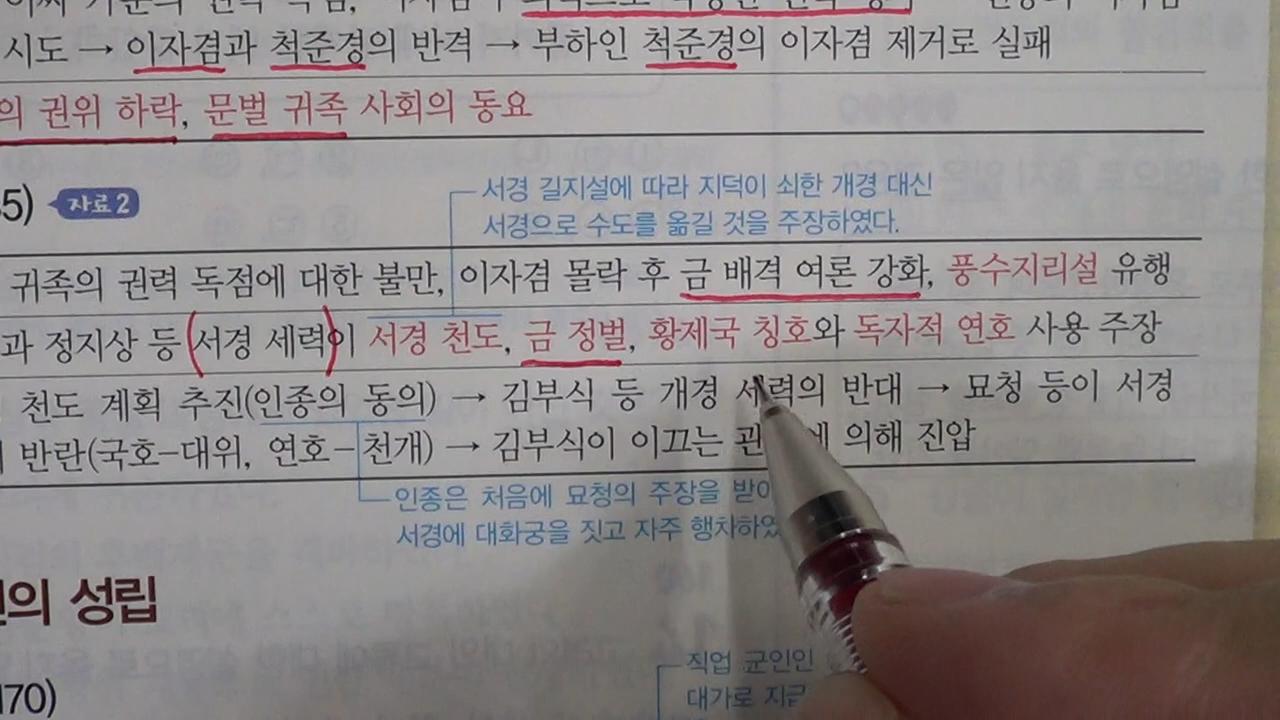 시도 → 이자겸과 척준경의 반격 → 부하인 척준경의 이자겸 제거로 실패
의 권위 하락, 문벌 귀족 사회의 동요
5) 자료2
서경 길지설에 따라 지덕이 쇠한 개경 대신
서경으로 수도를 옮길 것을 주장하였다.
귀족의 권력 독점에 대한 불만, 이자겸 몰락 후 금 배격 여론 강화, 풍수지리설 유행
과 정지상 등 (서경 세력)이 서경 천도, 금 정벌, 황제국 칭호와 독자적 연호 사용 주장
천도 계획 추진(인종의 동의) → 김부식 등 개경 세력의 반대 → 묘청 등이 서경
반란(국호-대위, 연호-천개) → 김부식이 이끄는 의해 진압
인종은 처음에 묘청의 주장을
서경에 대화궁을 짓고 자주
의 성립
170)
직업 군인인
대가로